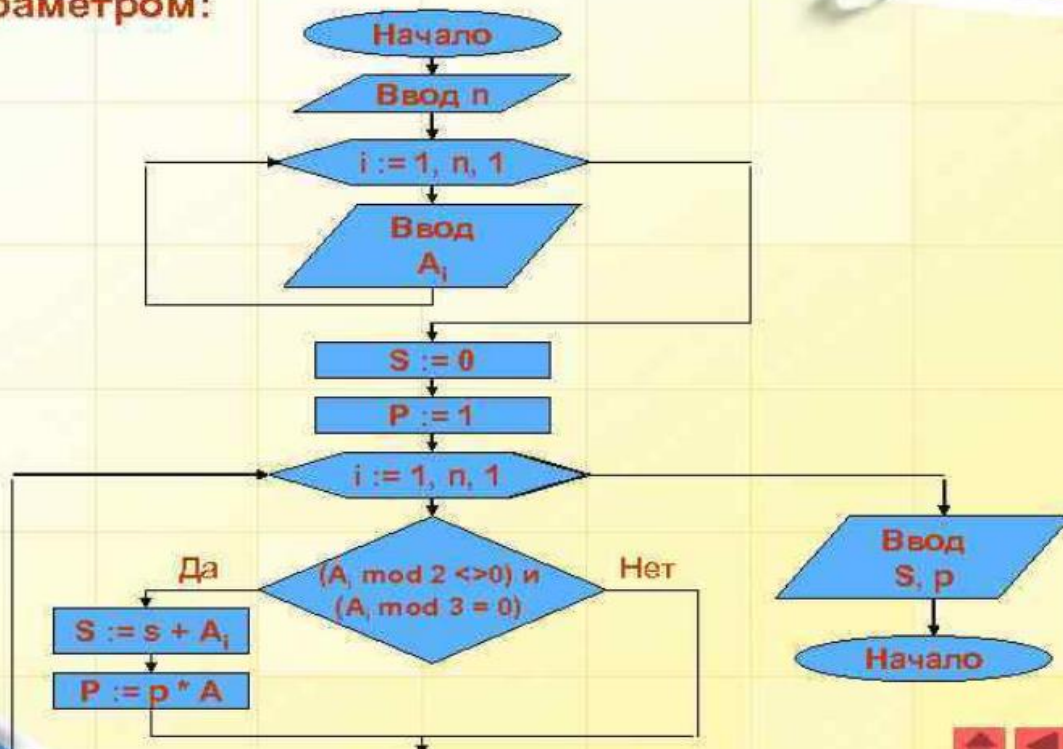 раметром:
Начало
Ввод n
i := 1, n, 1
Ввод
Ai
S := 0
P := 1
i := 1, n, 1
Да
(Ai mod 2 <>0) и
(Ai mod 3 = 0)
Нет
S := s + Ai
P := p * A
Ввод
S, p
Начало